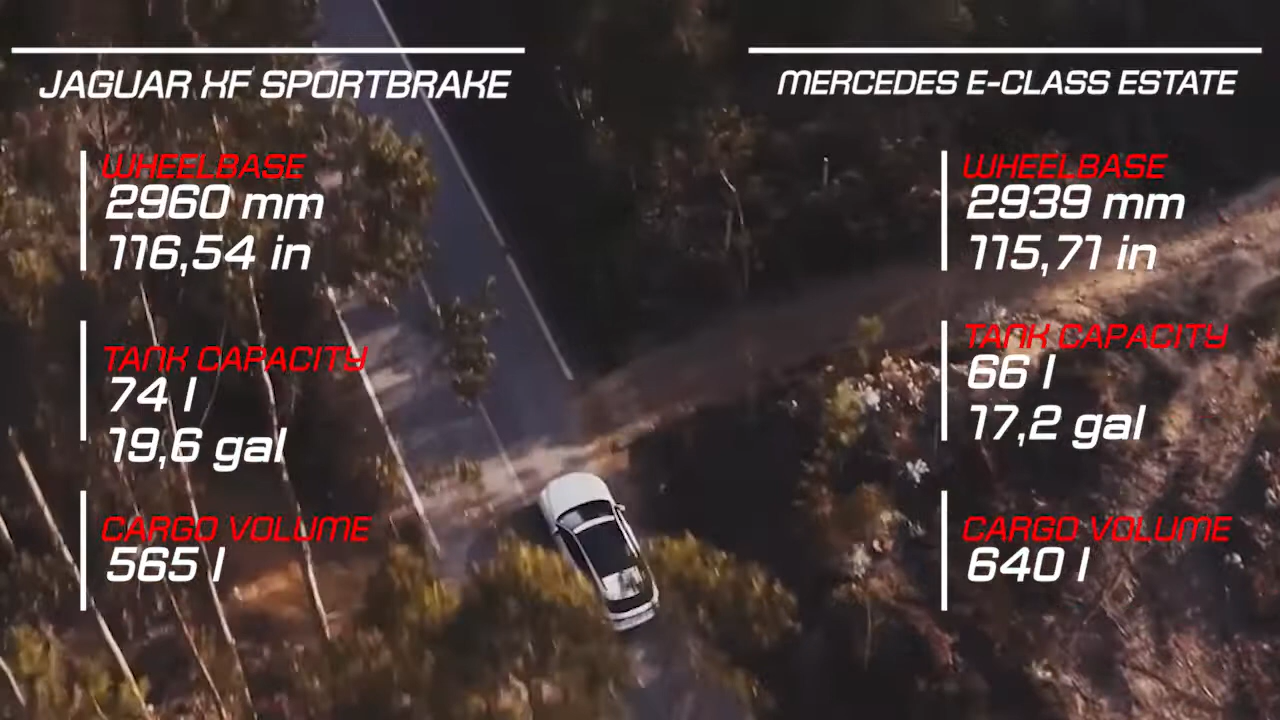 JAGUAR XF SPORTBRAKE
WHEELBASE
2960 mm
116,54 in
TANK CAPACITY
74 l
19,6 gal
CARGO VOLUME
565 l
MERCEDES E-CLASS ESTATE
WHEELBASE
2939 mm
115,71 in
TANK CAPACITY
66 l
17,2 gal
CARGO VOLUME
640 l